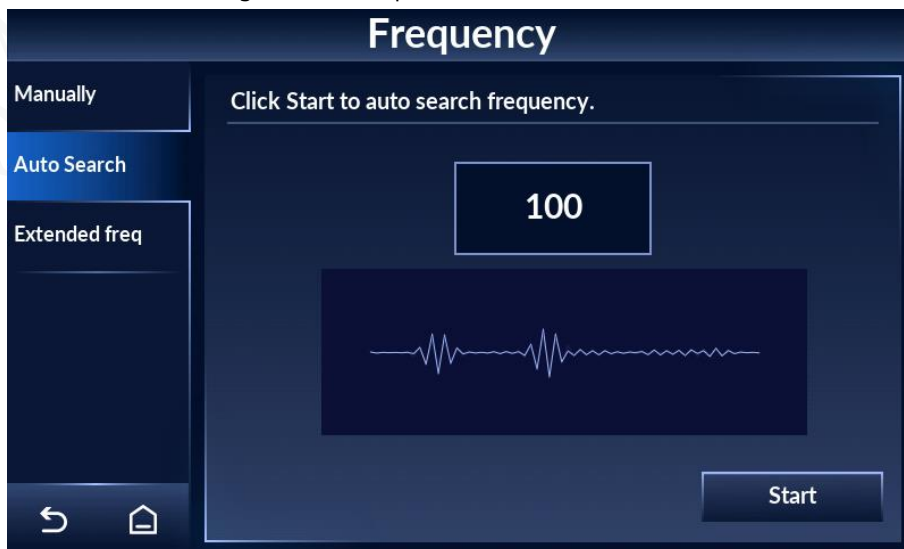 Frequency
Manually
Auto Search
Extended freq
Click Start to auto search frequency.
100
Start